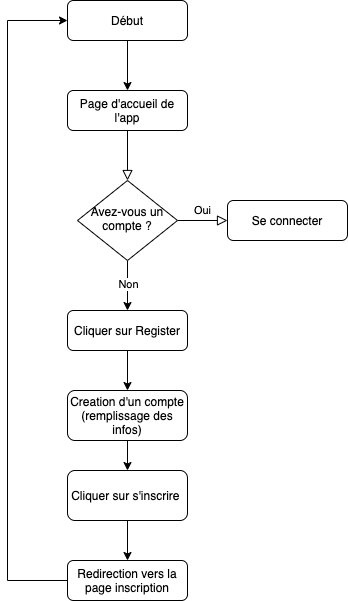 Début
Page d'accueil de
l'app
Avez-vous un
compte ?
Oui
Se connecter
Non
Cliquer sur Register
Creation d'un compte
(remplissage des
infos)
Cliquer sur s'inscrire
Redirection vers la
page inscription